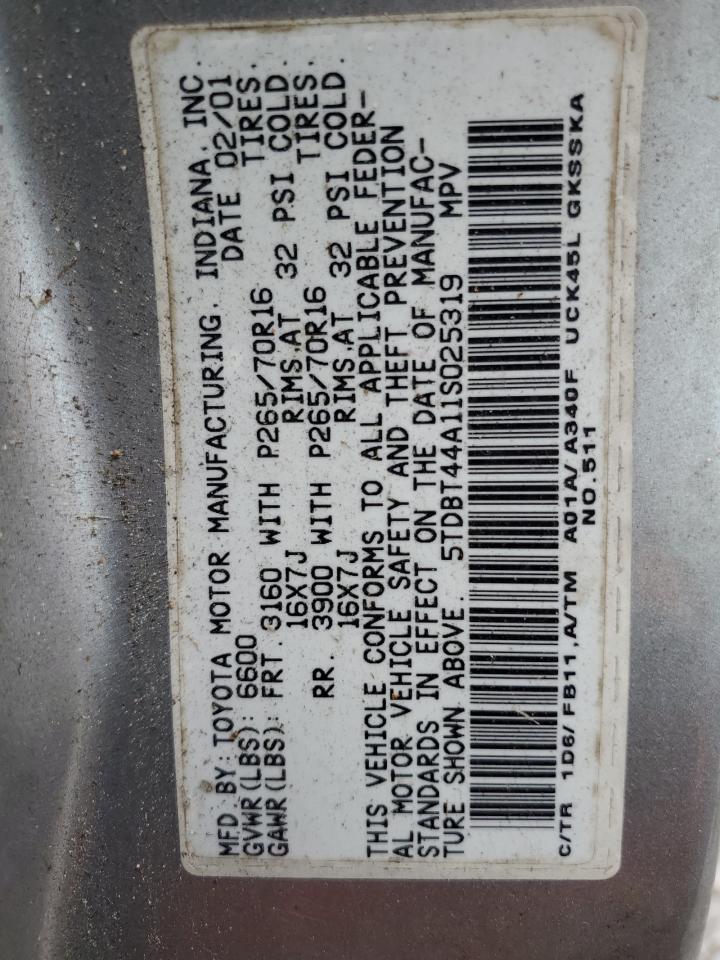 MFD. BY: TOYOTA MOTOR MANUFACTURING, INDIANA, INC.
GVWR(LBS): 6600 DATE 02/01
GAWR(LBS): FRT. 3160 WITH P265/70R16 TIRES.
16X7J RIMS.AT 32 PSI COLD.
RR. 3900 WITH P265/70R16 TIRES.
16X7J RIMS.AT 32 PSI COLD.
THIS VEHICLE CONFORMS TO ALL APPLICABLE FEDER-
AL MOTOR VEHICLE SAFETY AND THEFT PREVENTION
STANDARDS IN EFFECT ON THE DATE OF MANUFAC-
TURE SHOWN ABOVE. 5TDBT44A11S025319 MPV
C/TR 1D6/ FB11,A/TM A01A/ A340F UCK45L GKSSKA
NO.511